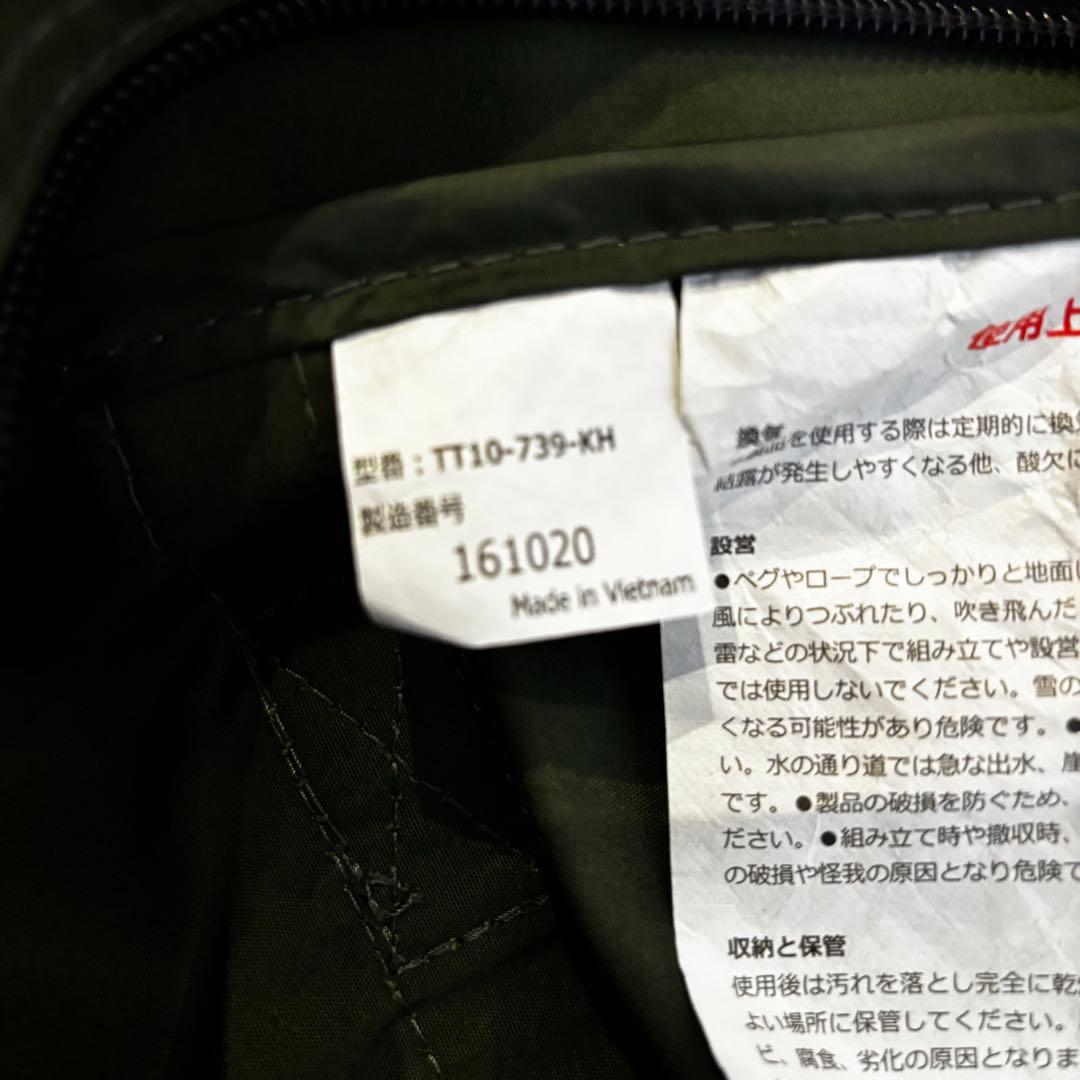 型番：TT10-739-KH
製造番号
161020
Made in Vietnam
使用上
換気
を使用する際は定期的に換気
結露が発生しやすくなる他、酸欠に
設営
●ペグやロープでしっかりと地面に
風によりつぶれたり、吹き飛んだ
雷などの状況下で組み立てや設営
では使用しないでください。雪の
くなる可能性があり危険です。●
い。水の通り道では急な出水、崖
です。●製品の破損を防ぐため、
ださい。●組み立て時や撤収時、
の破損や怪我の原因となり危険で
収納と保管
使用後は汚れを落とし完全に乾燥
よい場所に保管してください。
ビ、腐食、劣化の原因となりま